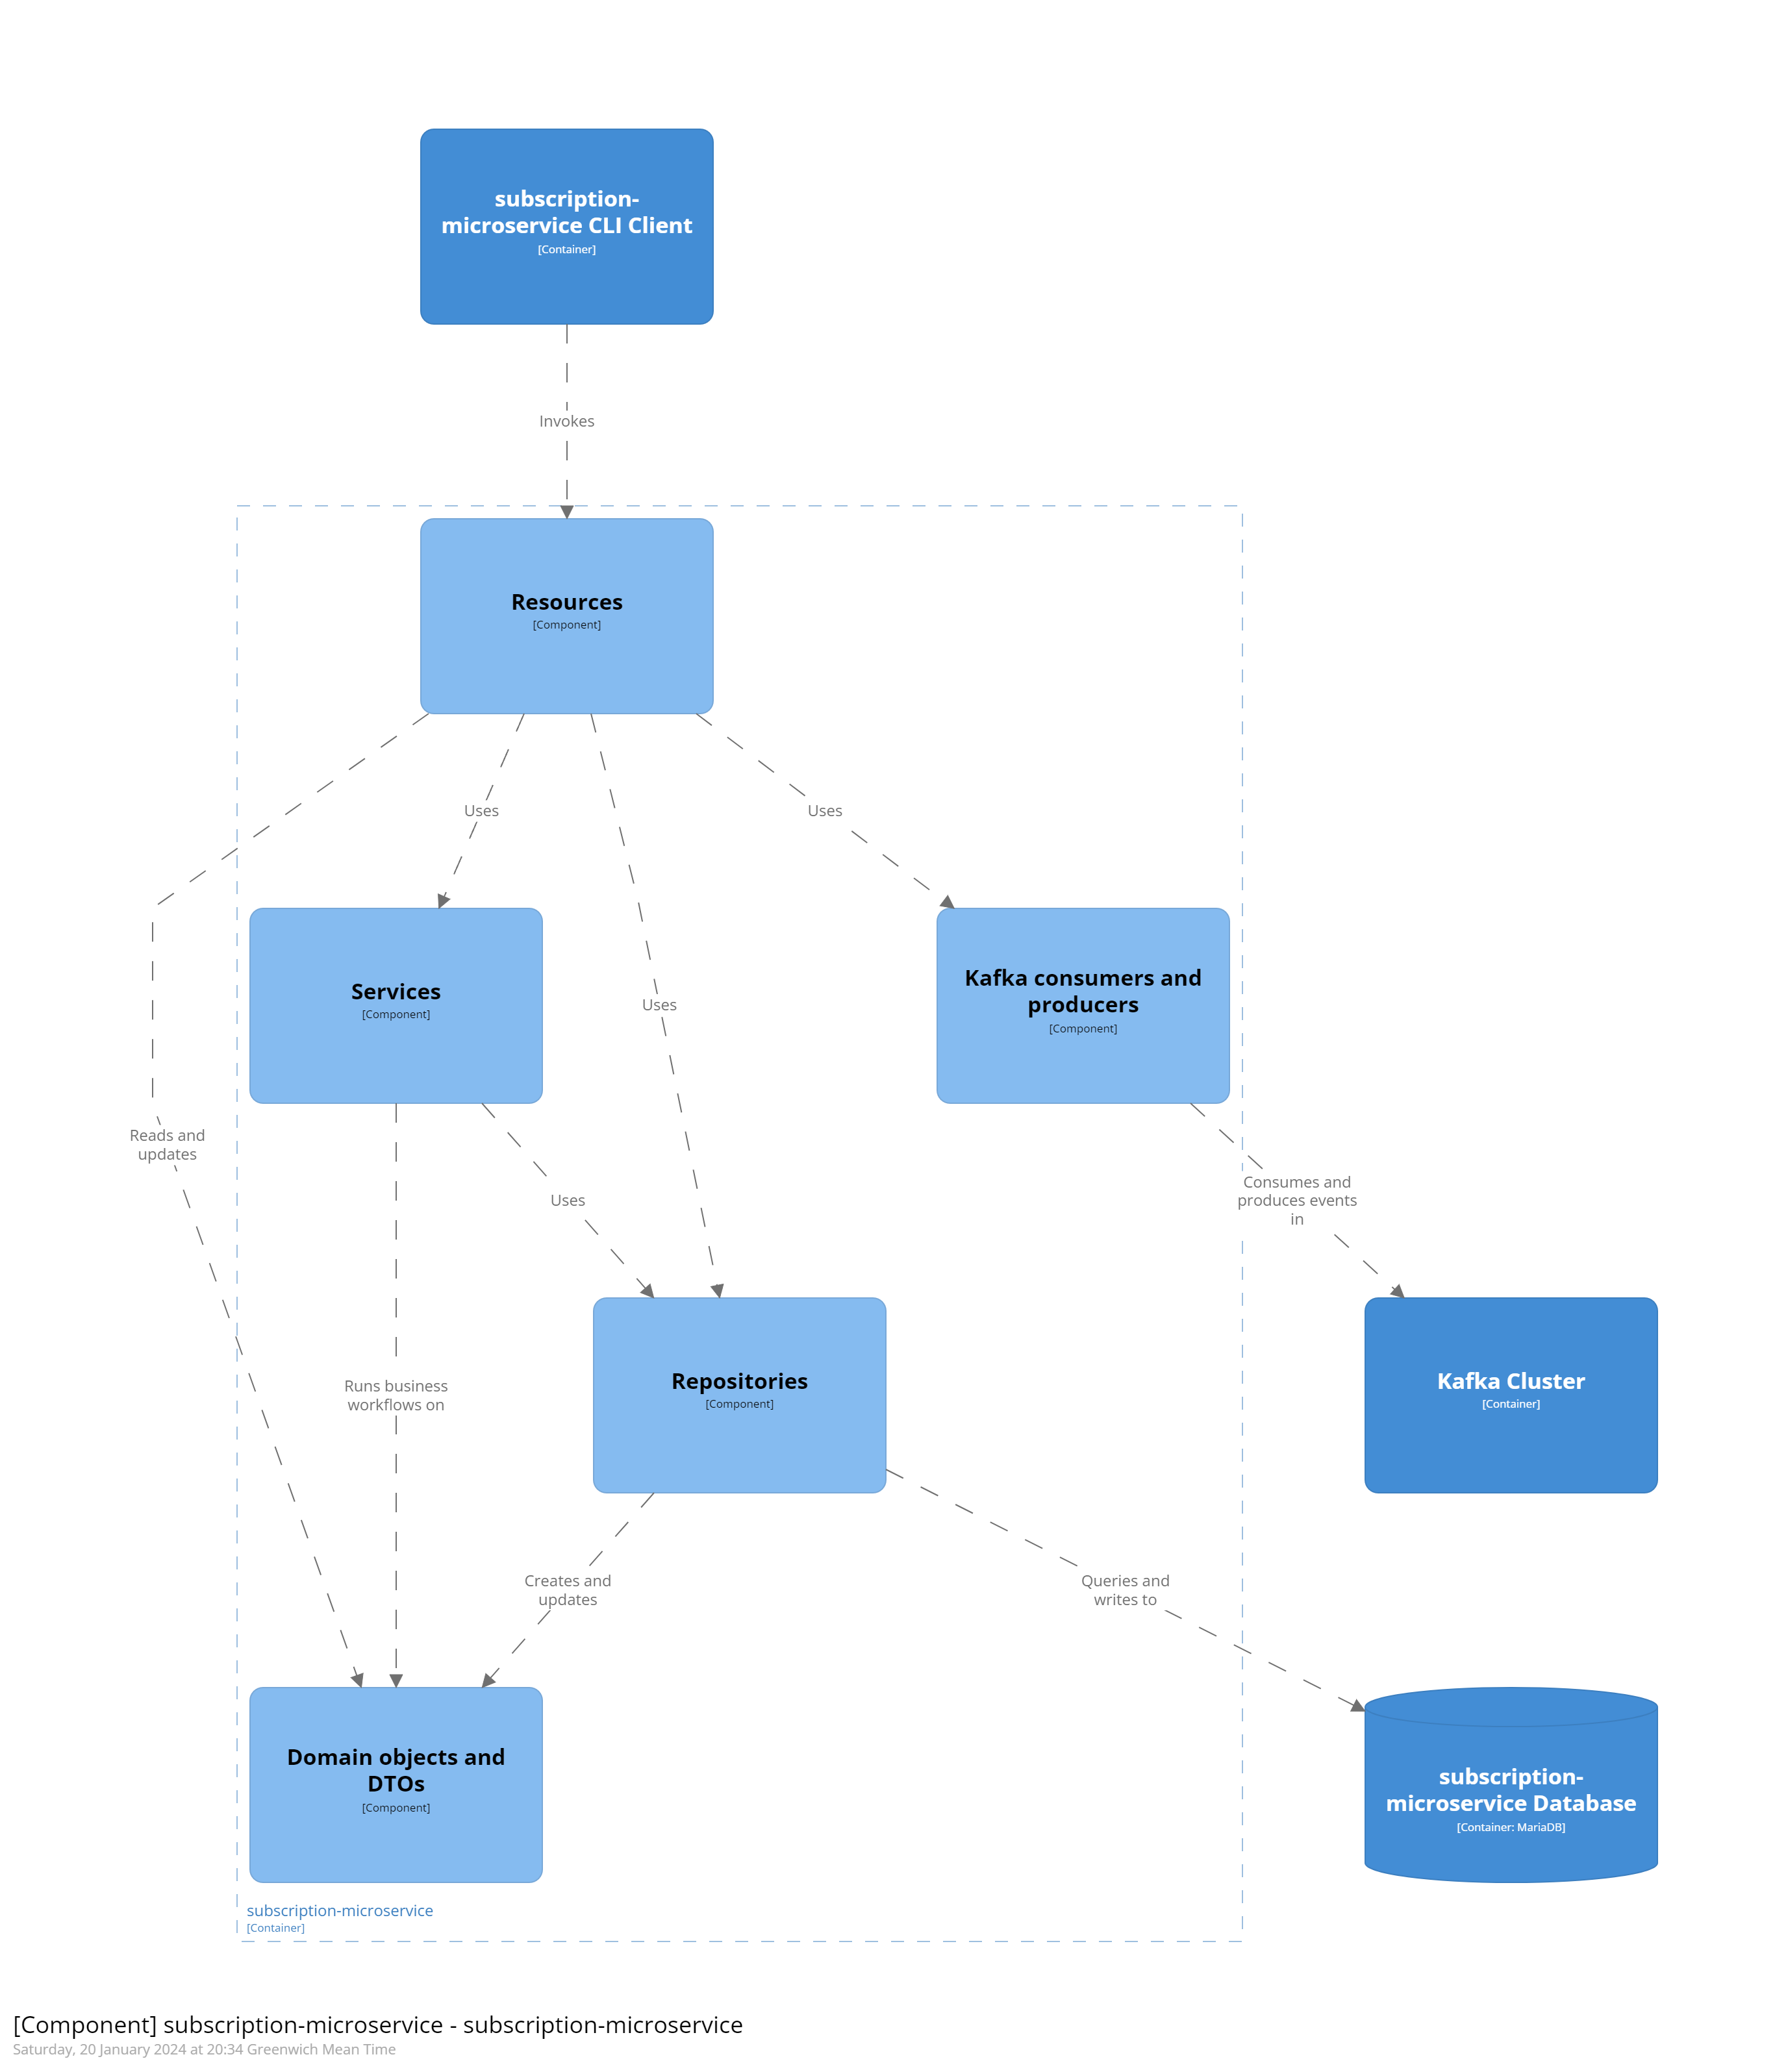 subscription-
microservice CLI Client
[Container]
Invokes
Resources
[Component]
Uses
Uses
Services
[Component]
Uses
Kafka consumers and
producers
[Component]
Reads and
updates
Uses
Consumes and
produces events
in
Runs business
workflows on
Repositories
[Component]
Kafka Cluster
[Container]
Creates and
updates
Queries and
writes to
Domain objects and
DTOs
[Component]
subscription-
microservice Database
[Container: MariaDB]
subscription-microservice
[Container]
[Component] subscription-microservice - subscription-microservice
Saturday, 20 January 2024 at 20:34 Greenwich Mean Time